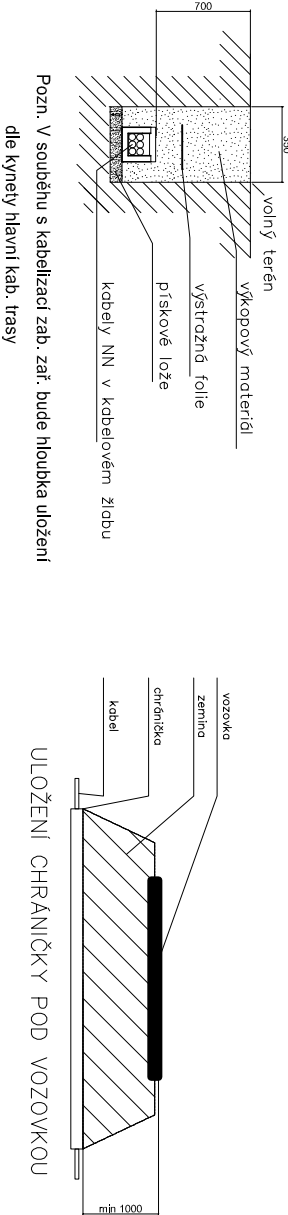 700
350
volný terén
výkopový materiál
výstražná folie
pískové lože
kabely NN v kabelovém žlabu
Pozn. V souběhu s kabelizací zab. zař. bude hloubka uložení
dle kynety hlavní kab. trasy
vozovka
zemina
chránička
kabel
min 1000
ULOŽENÍ CHRÁNIČKY POD VOZOVKOU